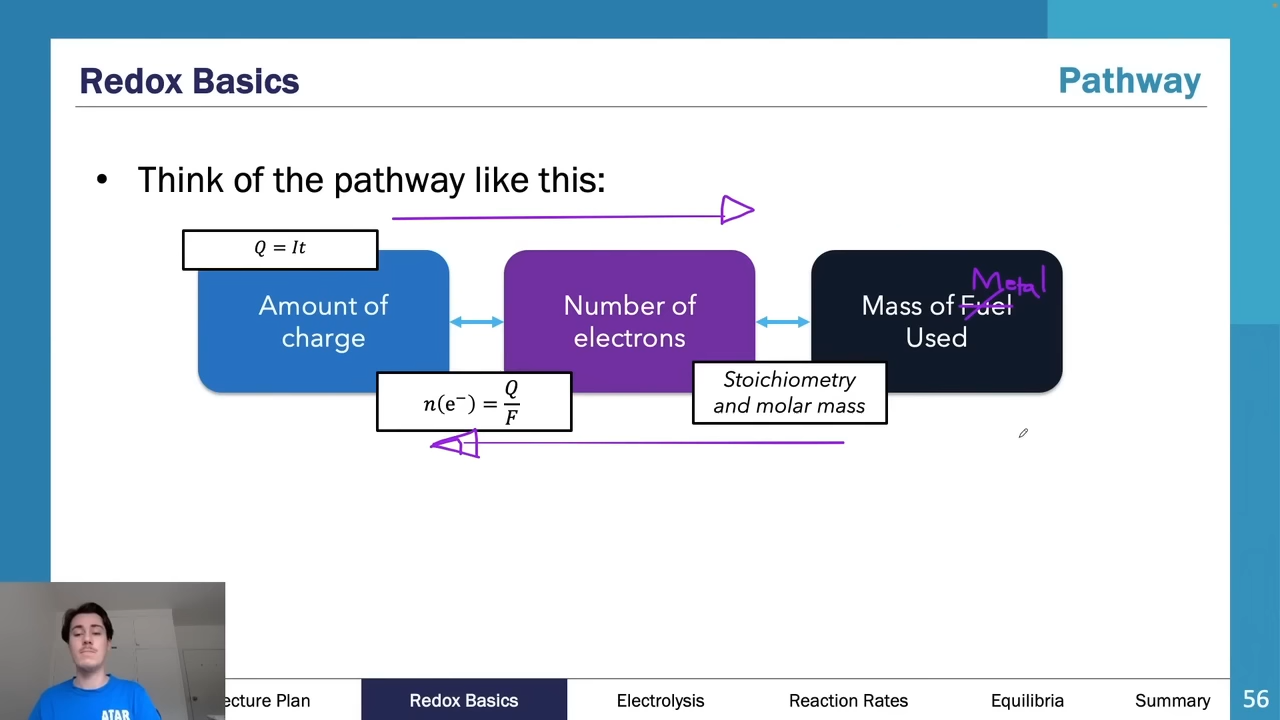 Redox Basics
Pathway
• Think of the pathway like this:
Q = It
Amount of
charge
Number of
electrons
Mass of Fuel
Metal
Used
n(e⁻) = Q/F
Stoichiometry
and molar mass
ATAR
ecture Plan
Redox Basics
Electrolysis
Reaction Rates
Equilibria
Summary
56